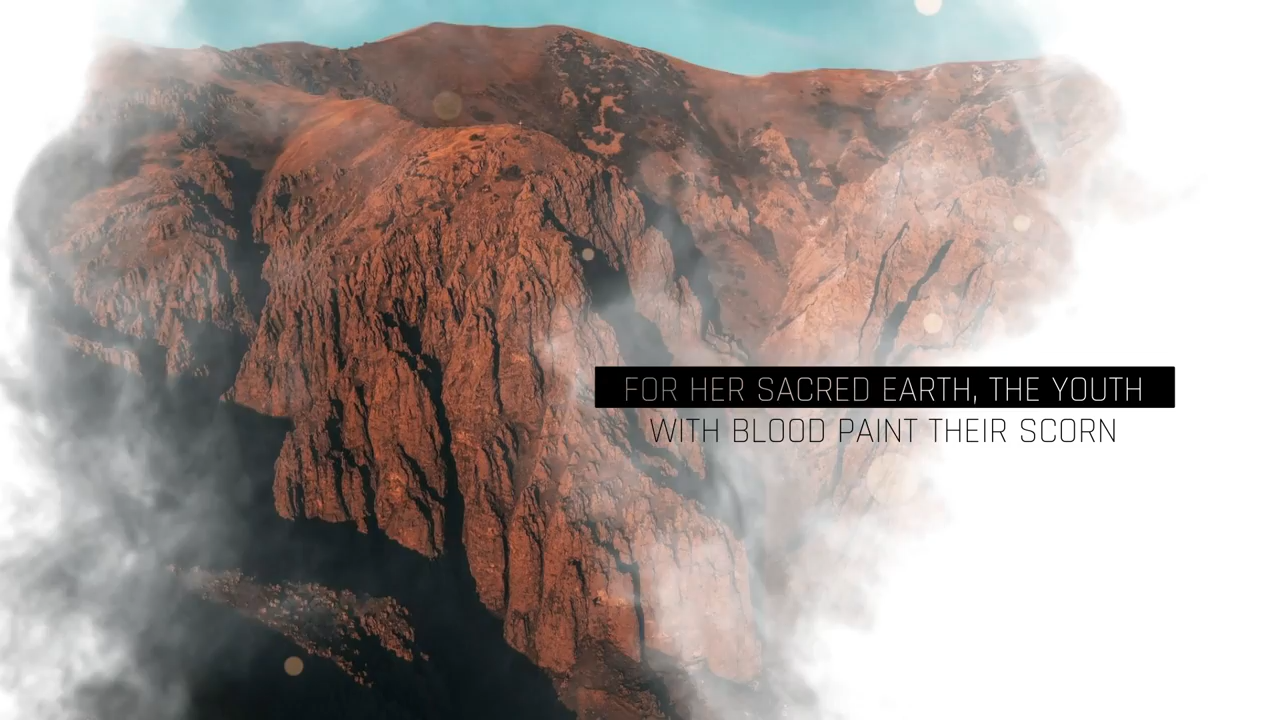 FOR HER SACRED EARTH, THE YOUTH
WITH BLOOD PAINT THEIR SCORN